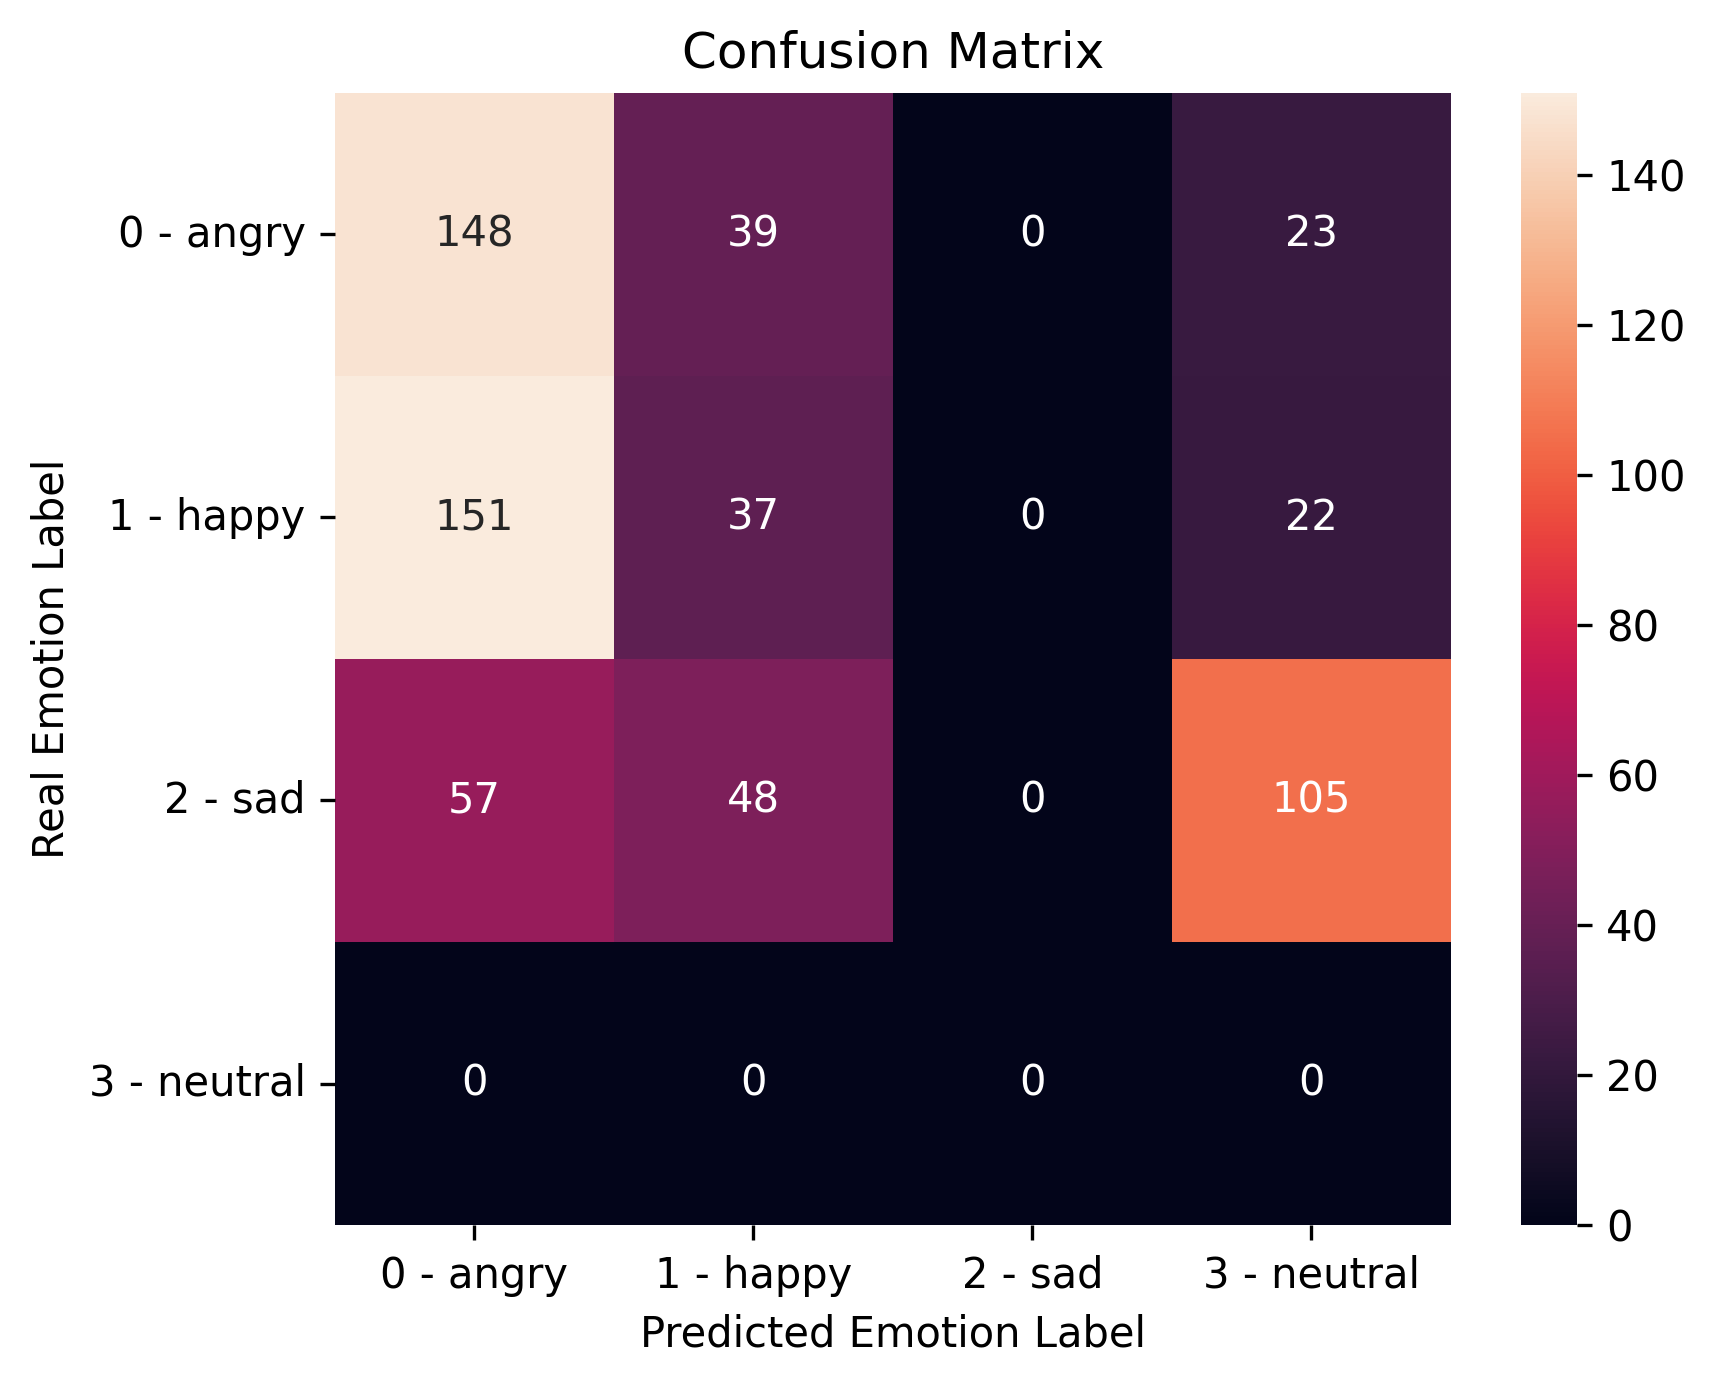 Confusion Matrix
Real Emotion Label
0 - angry 148 39 0 23
1 - happy 151 37 0 22
2 - sad 57 48 0 105
3 - neutral 0 0 0 0
0 - angry 1 - happy 2 - sad 3 - neutral
Predicted Emotion Label
140
120
100
80
60
40
20
0